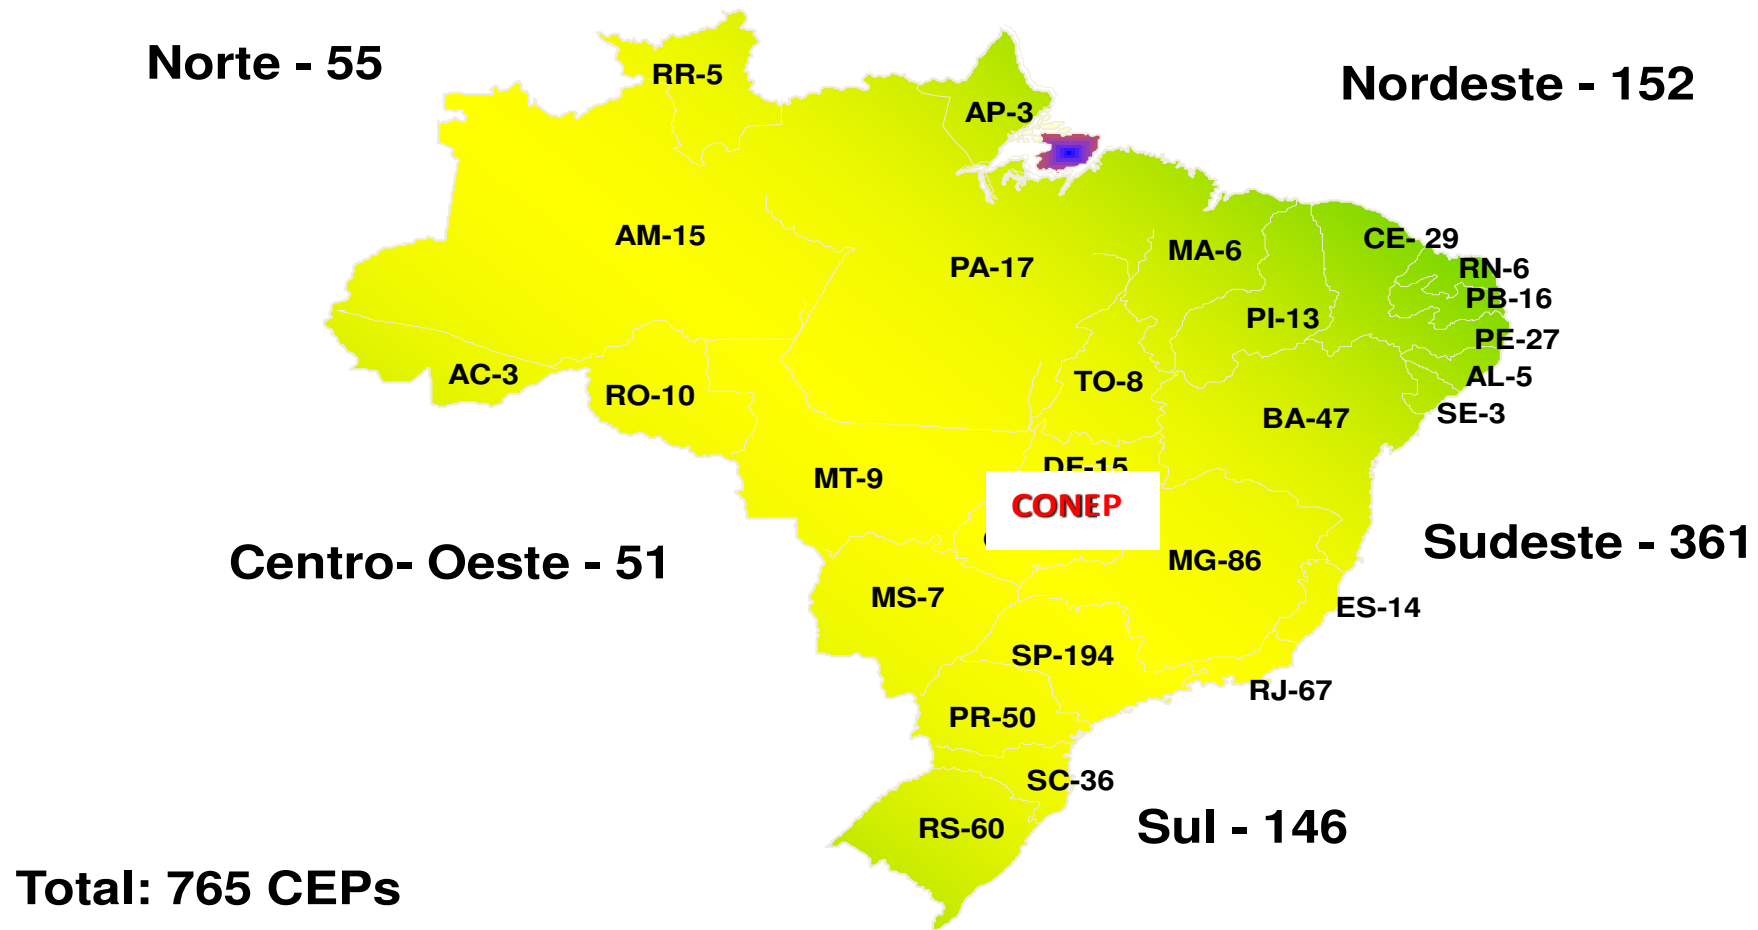 Norte - 55
RR-5
Nordeste - 152
AP-3
AM-15
PA-17
MA-6
CE- 29
RN-6
PB-16
PI-13
PE-27
AC-3
RO-10
TO-8
AL-5
BA-47
SE-3
DF-15
MT-9
CONEP
Centro- Oeste - 51
Sudeste - 361
MG-86
MS-7
ES-14
SP-194
RJ-67
PR-50
SC-36
RS-60
Sul - 146
Total: 765 CEPs